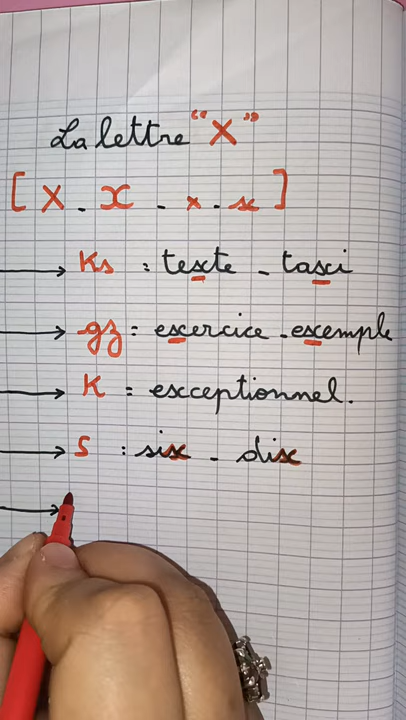 La lettre "X"
[ X - X - x - x ]
Ks : texte - taxi
gz : exercice - exemple
K = exceptionnel.
S : six - dix